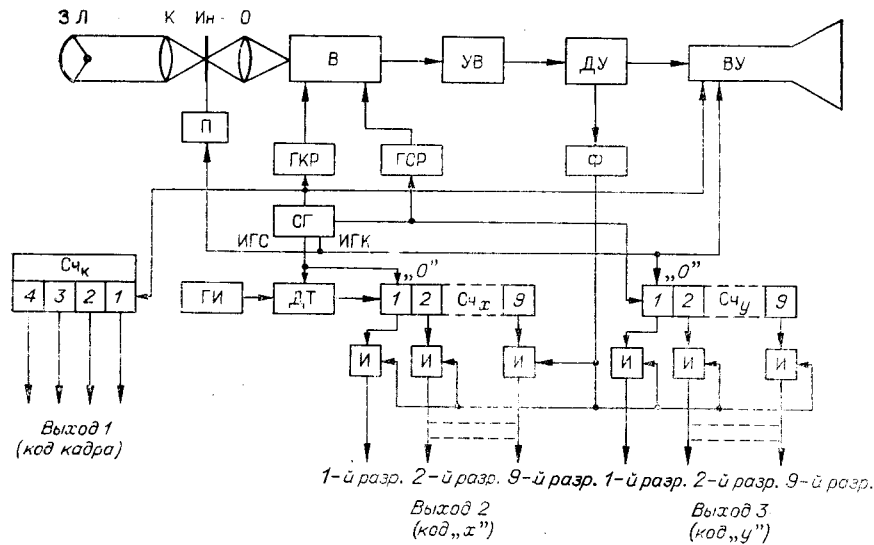 З Л К Ин О
В УВ ДУ ВУ
П ГКР ГСР Ф
СГ
ИГС ИГК
Сч к „О” „О”
4 3 2 1 ГИ ДТ 1 2 Сч х 9 1 2 Сч у 9
И И И И И И
Выход 1
(код кадра)
1-й разр. 2-й разр. 9-й разр. 1-й разр. 2-й разр. 9-й разр.
Выход 2 Выход 3
(код „х”) (код „у”)